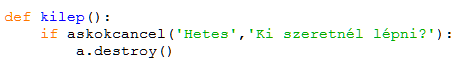 def kilep():
    if askokcancel('Hetes','Ki szeretnél lépni?'):
        a.destroy()